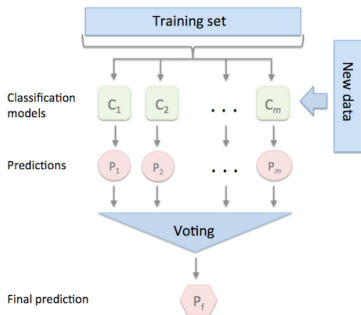 Training set
New data
Classification
models
C1 C2 . . . Cm
Predictions
P1 P2 . . . Pm
Voting
Final prediction
Pf